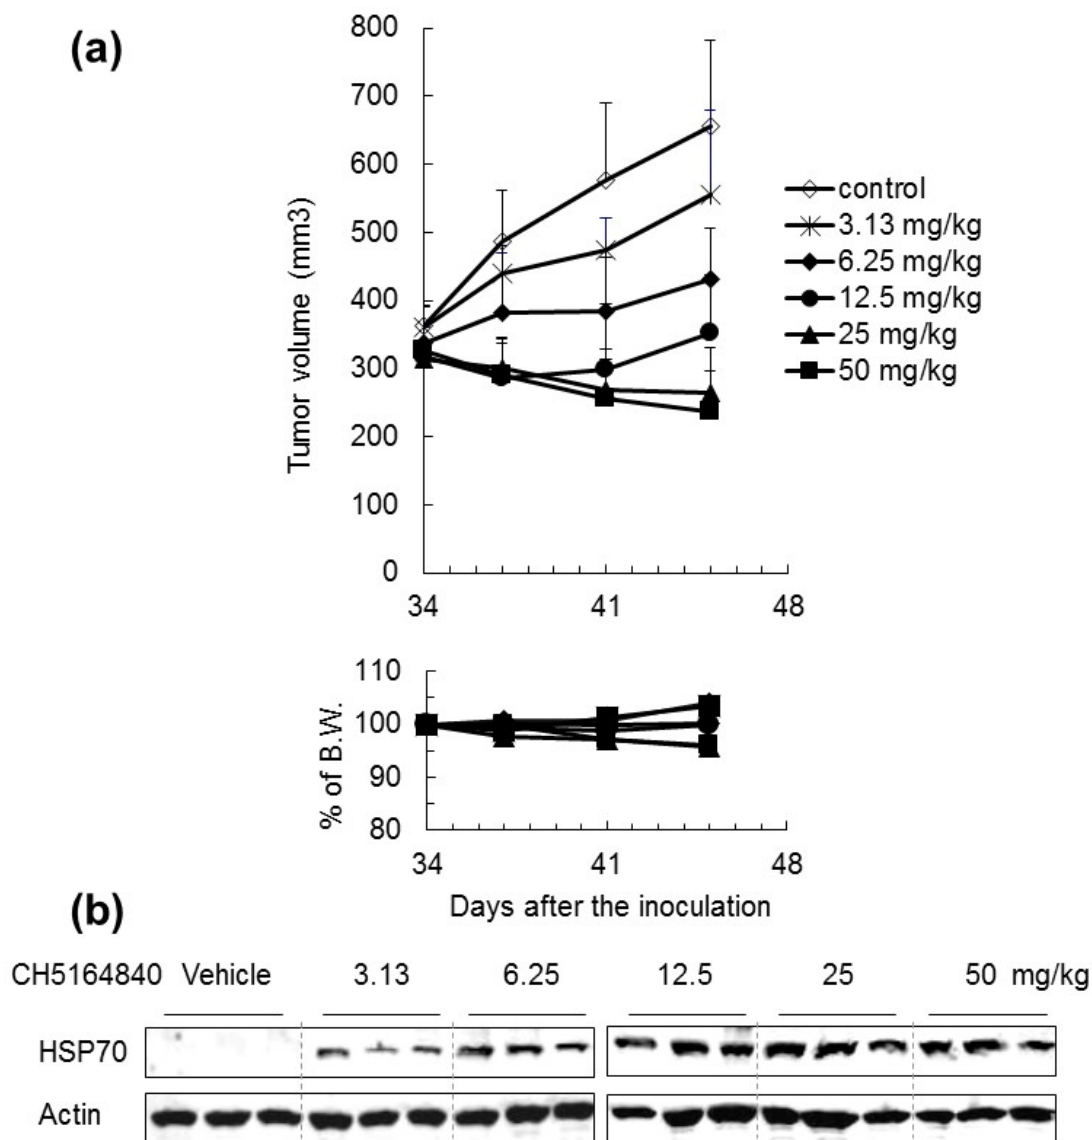 (a)
800
700
600
500
400
300
200
100
0
Tumor volume (mm3)
34 41 48
control
3.13 mg/kg
6.25 mg/kg
12.5 mg/kg
25 mg/kg
50 mg/kg
110
100
90
80
% of B.W.
34 41 48
Days after the inoculation
(b)
CH5164840 Vehicle 3.13 6.25 12.5 25 50 mg/kg
HSP70
Actin